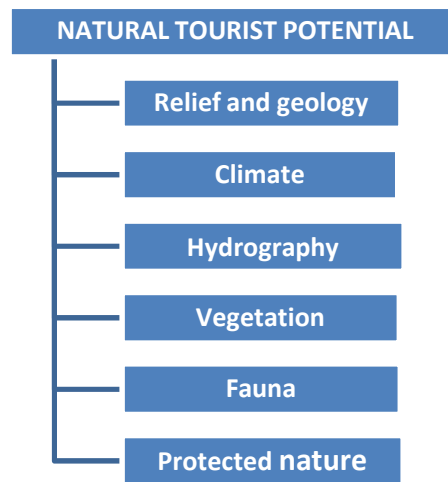 NATURAL TOURIST POTENTIAL
Relief and geology
Climate
Hydrography
Vegetation
Fauna
Protected nature